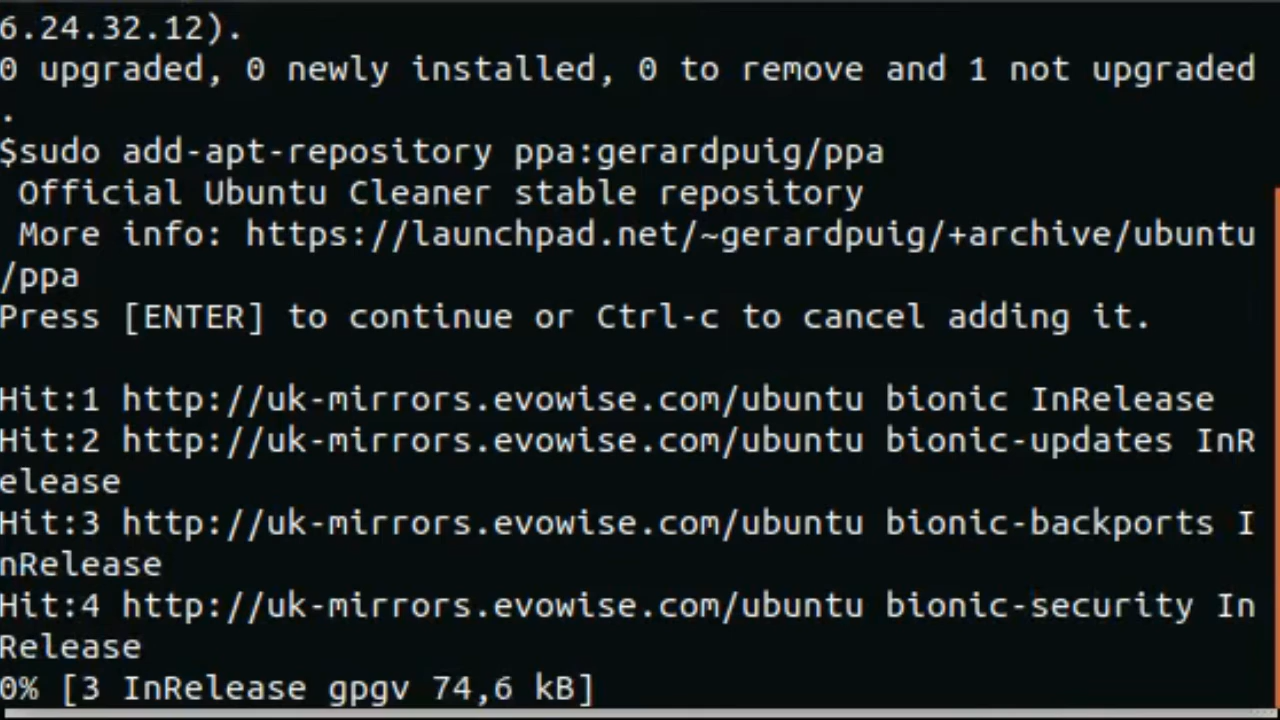 6.24.32.12).
0 upgraded, 0 newly installed, 0 to remove and 1 not upgraded
.
$sudo add-apt-repository ppa:gerardpuig/ppa
 Official Ubuntu Cleaner stable repository
 More info: https://launchpad.net/~gerardpuig/+archive/ubuntu
/ppa
Press [ENTER] to continue or Ctrl-c to cancel adding it.

Hit:1 http://uk-mirrors.evowise.com/ubuntu bionic InRelease
Hit:2 http://uk-mirrors.evowise.com/ubuntu bionic-updates InR
elease
Hit:3 http://uk-mirrors.evowise.com/ubuntu bionic-backports I
nRelease
Hit:4 http://uk-mirrors.evowise.com/ubuntu bionic-security In
Release
0% [3 InRelease gpgv 74,6 kB]